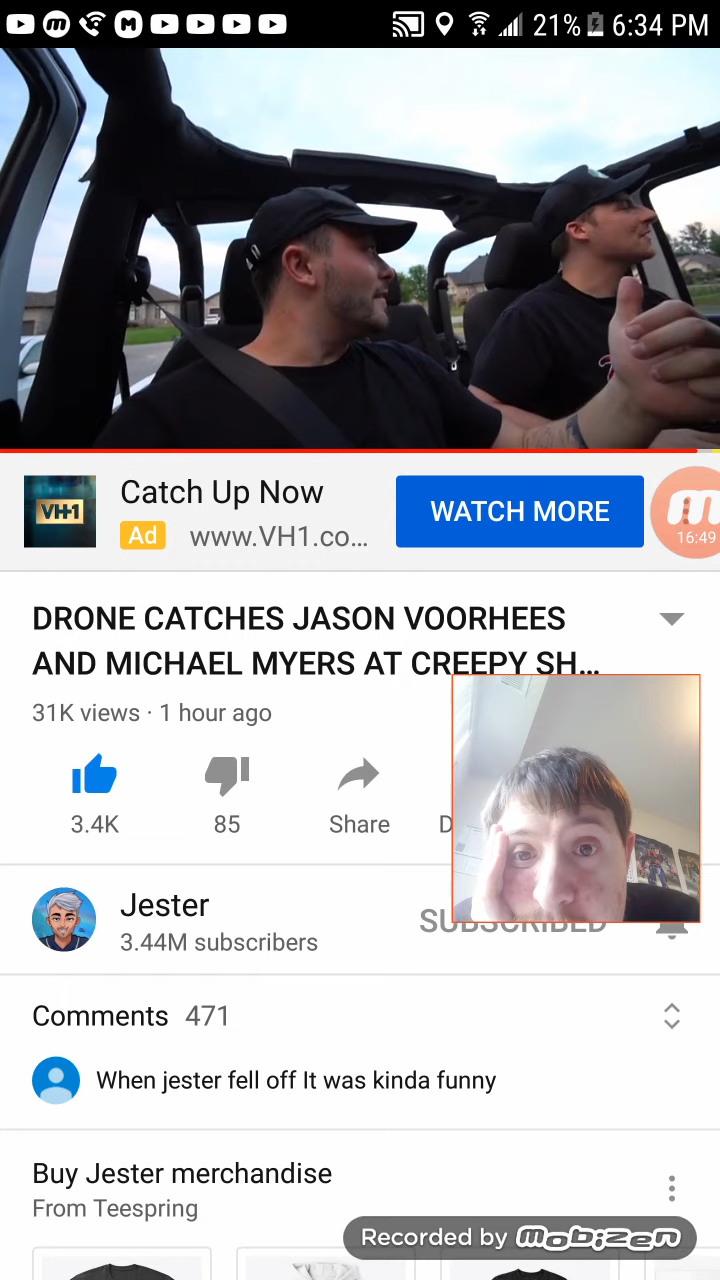 21% 6:34 PM
VH1
Catch Up Now
Ad www.VH1.co...
WATCH MORE
16:49
DRONE CATCHES JASON VOORHEES
AND MICHAEL MYERS AT CREEPY SH...
31K views · 1 hour ago
3.4K
85
Share
D
Jester
3.44M subscribers
SUBSCRIBED
Comments 471
When jester fell off It was kinda funny
Buy Jester merchandise
From Teespring
Recorded by mobizen